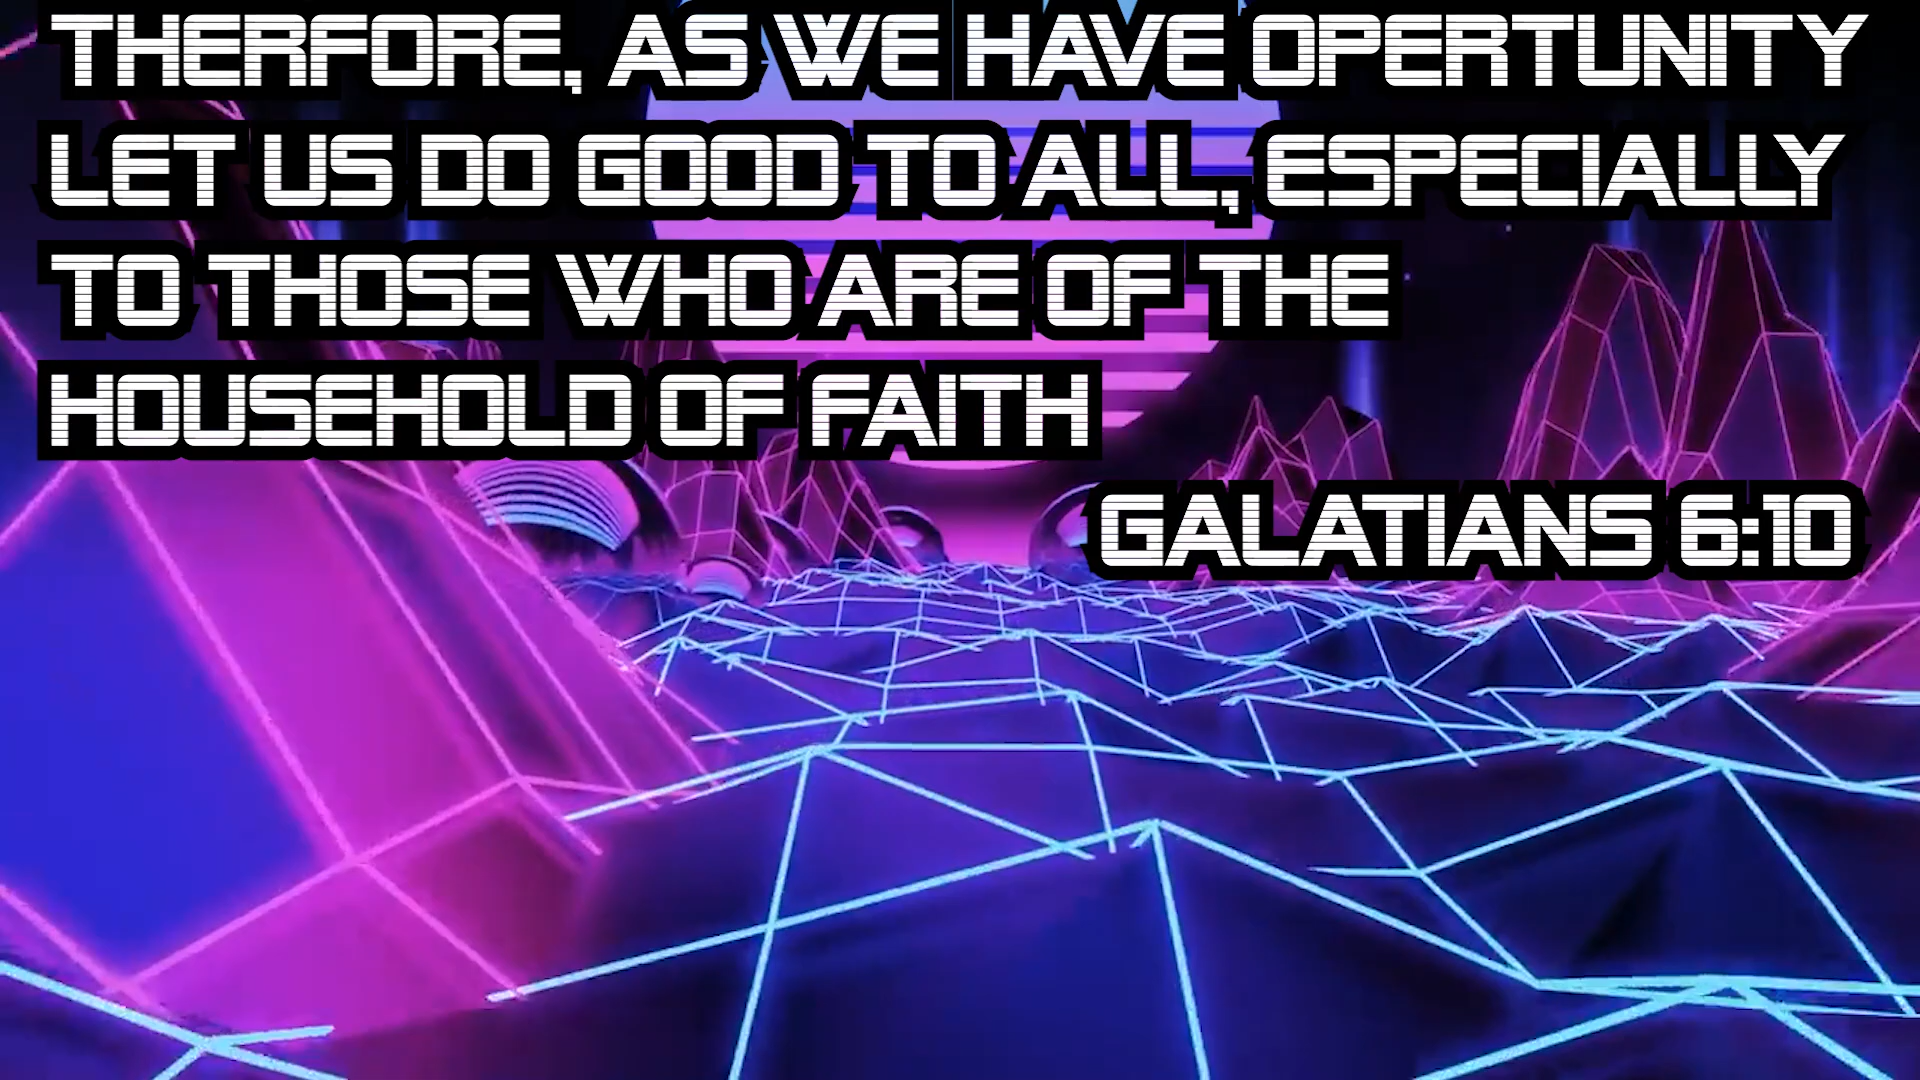 THERFORE, AS WE HAVE OPERTUNITY
LET US DO GOOD TO ALL, ESPECIALLY
TO THOSE WHO ARE OF THE
HOUSEHOLD OF FAITH
GALATIANS 6:10